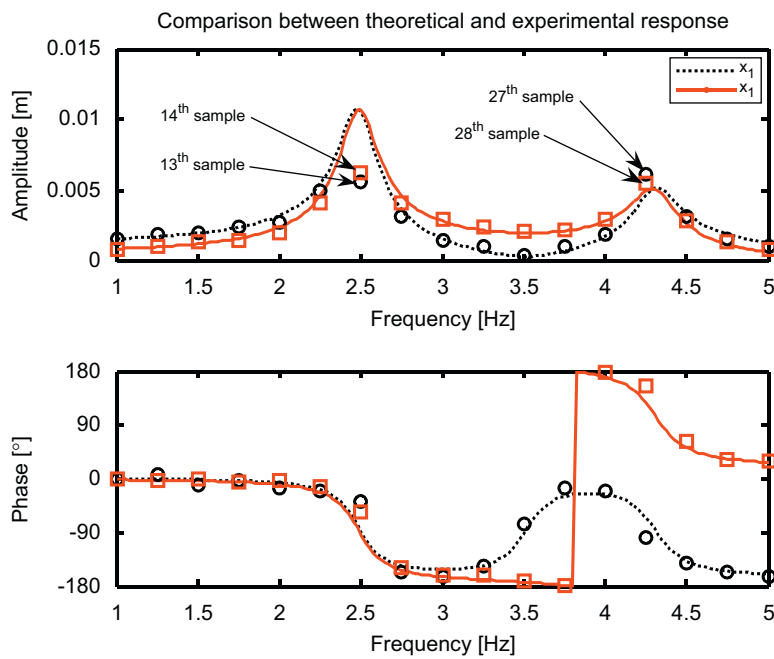 Comparison between theoretical and experimental response
0.015
0.01
0.005
0
Amplitude [m]
14th sample
13th sample
27th sample
28th sample
x1
x1
1 1.5 2 2.5 3 3.5 4 4.5 5
Frequency [Hz]
180
90
0
-90
-180
Phase [°]
1 1.5 2 2.5 3 3.5 4 4.5 5
Frequency [Hz]